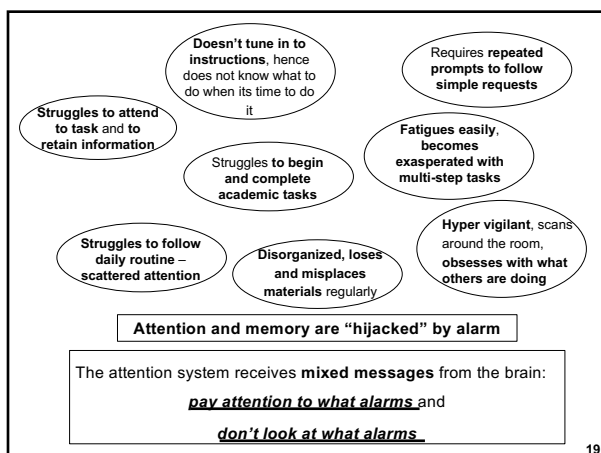 Doesn't tune in to
instructions, hence
does not know what to
do when its time to do
it
Requires repeated
prompts to follow
simple requests
Struggles to attend
to task and to
retain information
Fatigues easily,
becomes
exasperated with
multi-step tasks
Struggles to begin
and complete
academic tasks
Hyper vigilant, scans
around the room,
obsesses with what
others are doing
Struggles to follow
daily routine –
scattered attention
Disorganized, loses
and misplaces
materials regularly
Attention and memory are “hijacked” by alarm
The attention system receives mixed messages from the brain:
pay attention to what alarms and
don't look at what alarms
19